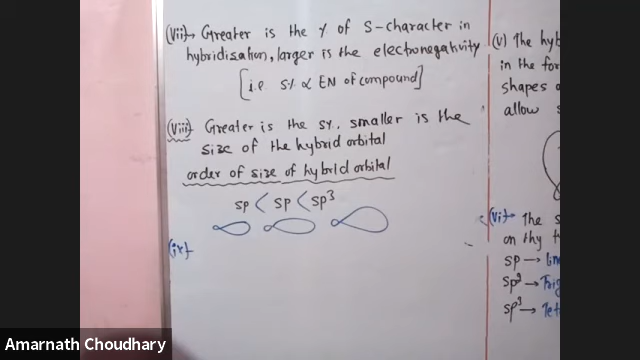 (vii)→ Greater is the % of S-character in
hybridisation, larger is the electronegativity
[i.e S% ∝ EN of compound]
(viii) Greater is the S%, smaller is the
size of the hybrid orbital
order of size of hybrid orbital
sp < sp < sp³
(ix)→
(v) The hyb
in the for
shapes
allow s
(vi)→ The s
on thy t
sp →
sp² → Trig
sp³ → Tet
Amarnath Choudhary